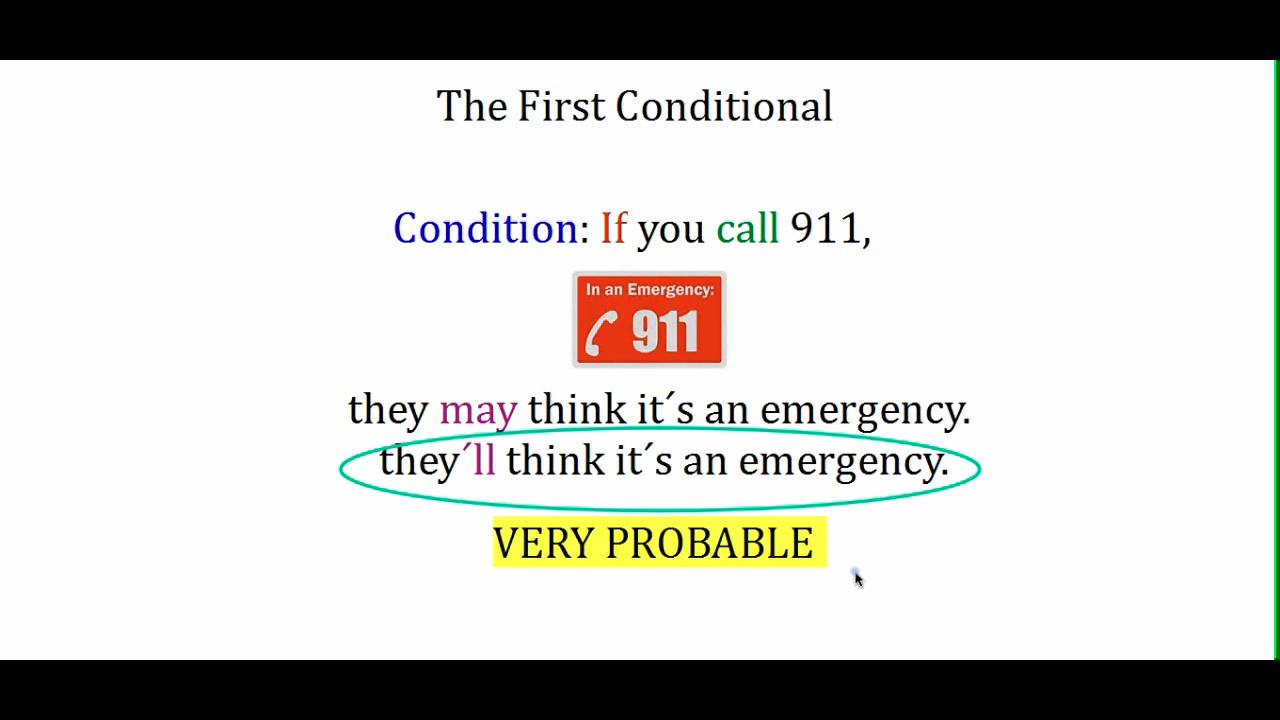 The First Conditional
Condition: If you call 911,
In an Emergency:
911
they may think it´s an emergency.
they´ll think it´s an emergency.
VERY PROBABLE